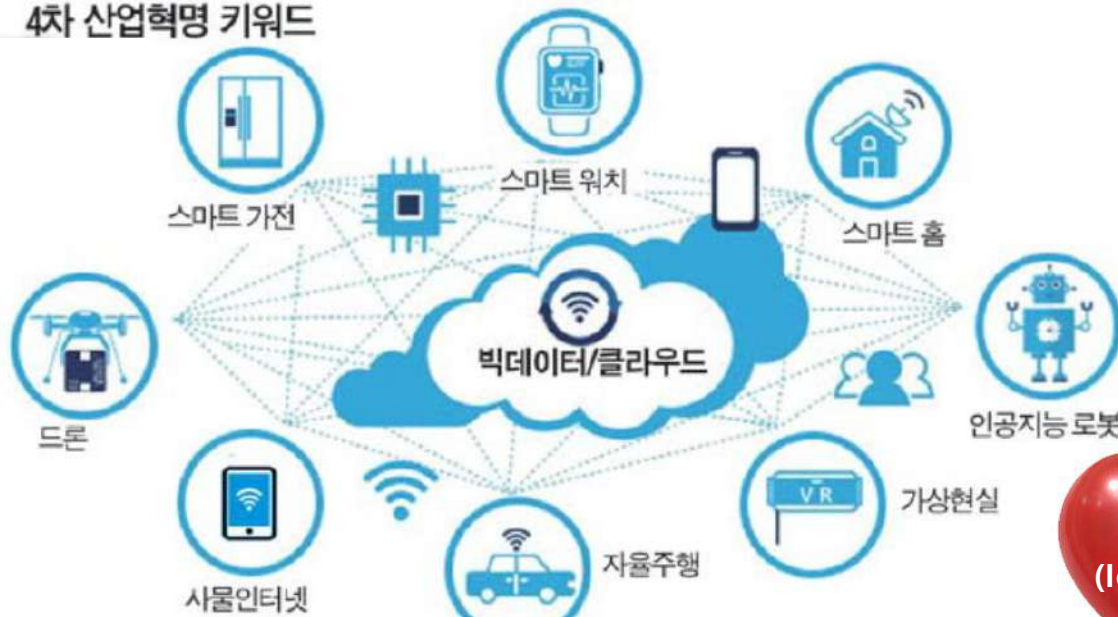 4차 산업혁명 키워드
스마트 가전
스마트 워치
스마트 홈
빅데이터/클라우드
드론
인공지능 로봇
VR
가상현실
자율주행
사물인터넷